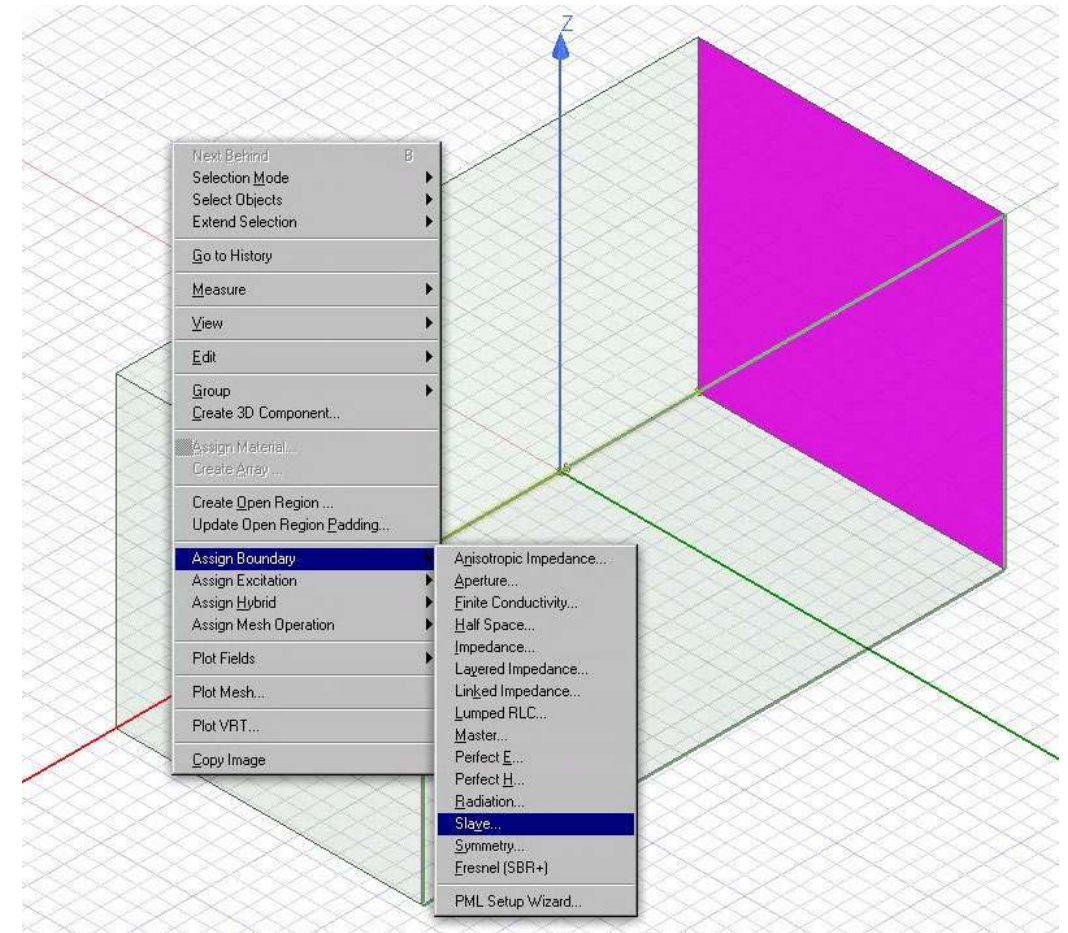 Z
Next Behind B
Selection Mode
Select Objects
Extend Selection
Go to History
Measure
View
Edit
Group
Create 3D Component...
Assign Material...
Create Array ...
Create Open Region ...
Update Open Region Padding...
Assign Boundary
Assign Excitation
Assign Hybrid
Assign Mesh Operation
Plot Fields
Plot Mesh...
Plot VRT...
Copy Image
Anisotropic Impedance...
Aperture...
Finite Conductivity...
Half Space...
Impedance...
Layered Impedance...
Linked Impedance...
Lumped RLC...
Master...
Perfect E...
Perfect H...
Radiation...
Slave...
Symmetry...
Fresnel (SBR+)
PML Setup Wizard...